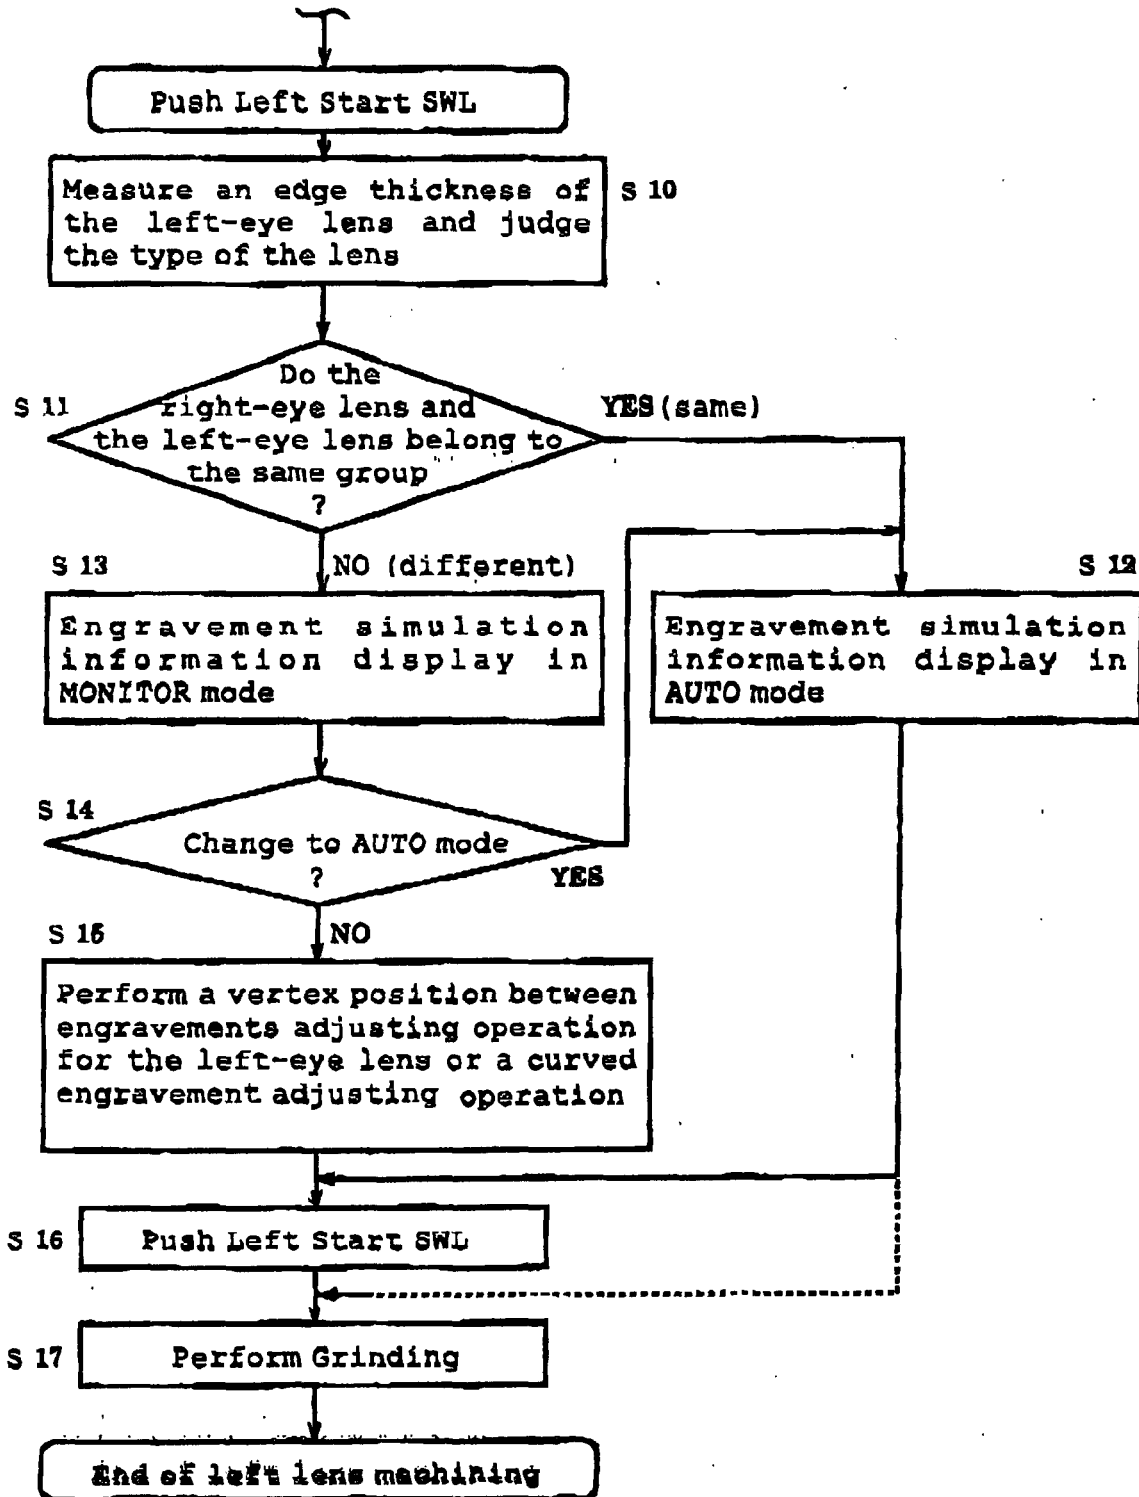 Push Left Start SWL
Measure an edge thickness of
the left-eye lens and judge
the type of the lens
S 10
Do the
right-eye lens and
the left-eye lens belong to
the same group
?
S 11
YES (same)
S 13
NO (different)
S 12
Engravement simulation
information display in
MONITOR mode
Engravement simulation
information display in
AUTO mode
S 14
Change to AUTO mode
?
YES
S 15
NO
Perform a vertex position between
engravements adjusting operation
for the left-eye lens or a curved
engravement adjusting operation
S 16
Push Left Start SWL
S 17
Perform Grinding
End of left lens machining